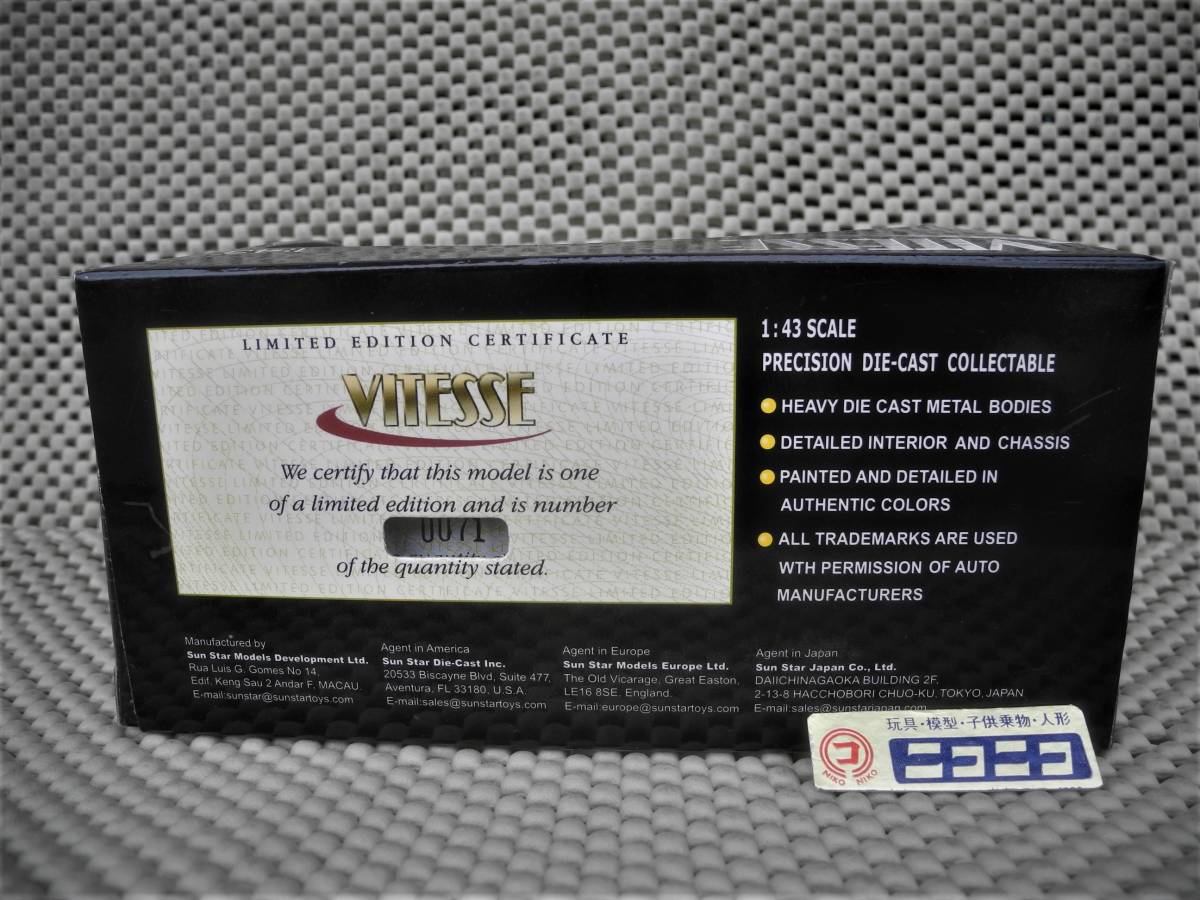 LIMITED EDITION CERTIFICATE
VITESSE
We certify that this model is one
of a limited edition and is number
0071
of the quantity stated.
1:43 SCALE
PRECISION DIE-CAST COLLECTABLE
HEAVY DIE CAST METAL BODIES
DETAILED INTERIOR AND CHASSIS
PAINTED AND DETAILED IN
AUTHENTIC COLORS
ALL TRADEMARKS ARE USED
WTH PERMISSION OF AUTO
MANUFACTURERS
Manufactured by
Sun Star Models Development Ltd.
Rua Luis G. Gomes No 14,
Edif. Keng Sau 2 Andar F, MACAU.
E-mail:sunstar@sunstartoys.com
Agent in America
Sun Star Die-Cast Inc.
20533 Biscayne Blvd, Suite 477,
Aventura, FL 33180, U.S.A.
E-mail:sales@sunstartoys.com
Agent in Europe
Sun Star Models Europe Ltd.
The Old Vicarage, Great Easton,
LE16 8SE, England.
E-mail:europe@sunstartoys.com
Agent in Japan
Sun Star Japan Co., Ltd.
DAIICHINAGAOKA BUILDING 2F,
2-13-8 HACCHOBORI CHUO-KU, TOKYO, JAPAN
E-mail:sales@sunstarjapan.com
玩具・模型・子供乗物・人形
コ
NIKO NIKO
ニコニコ